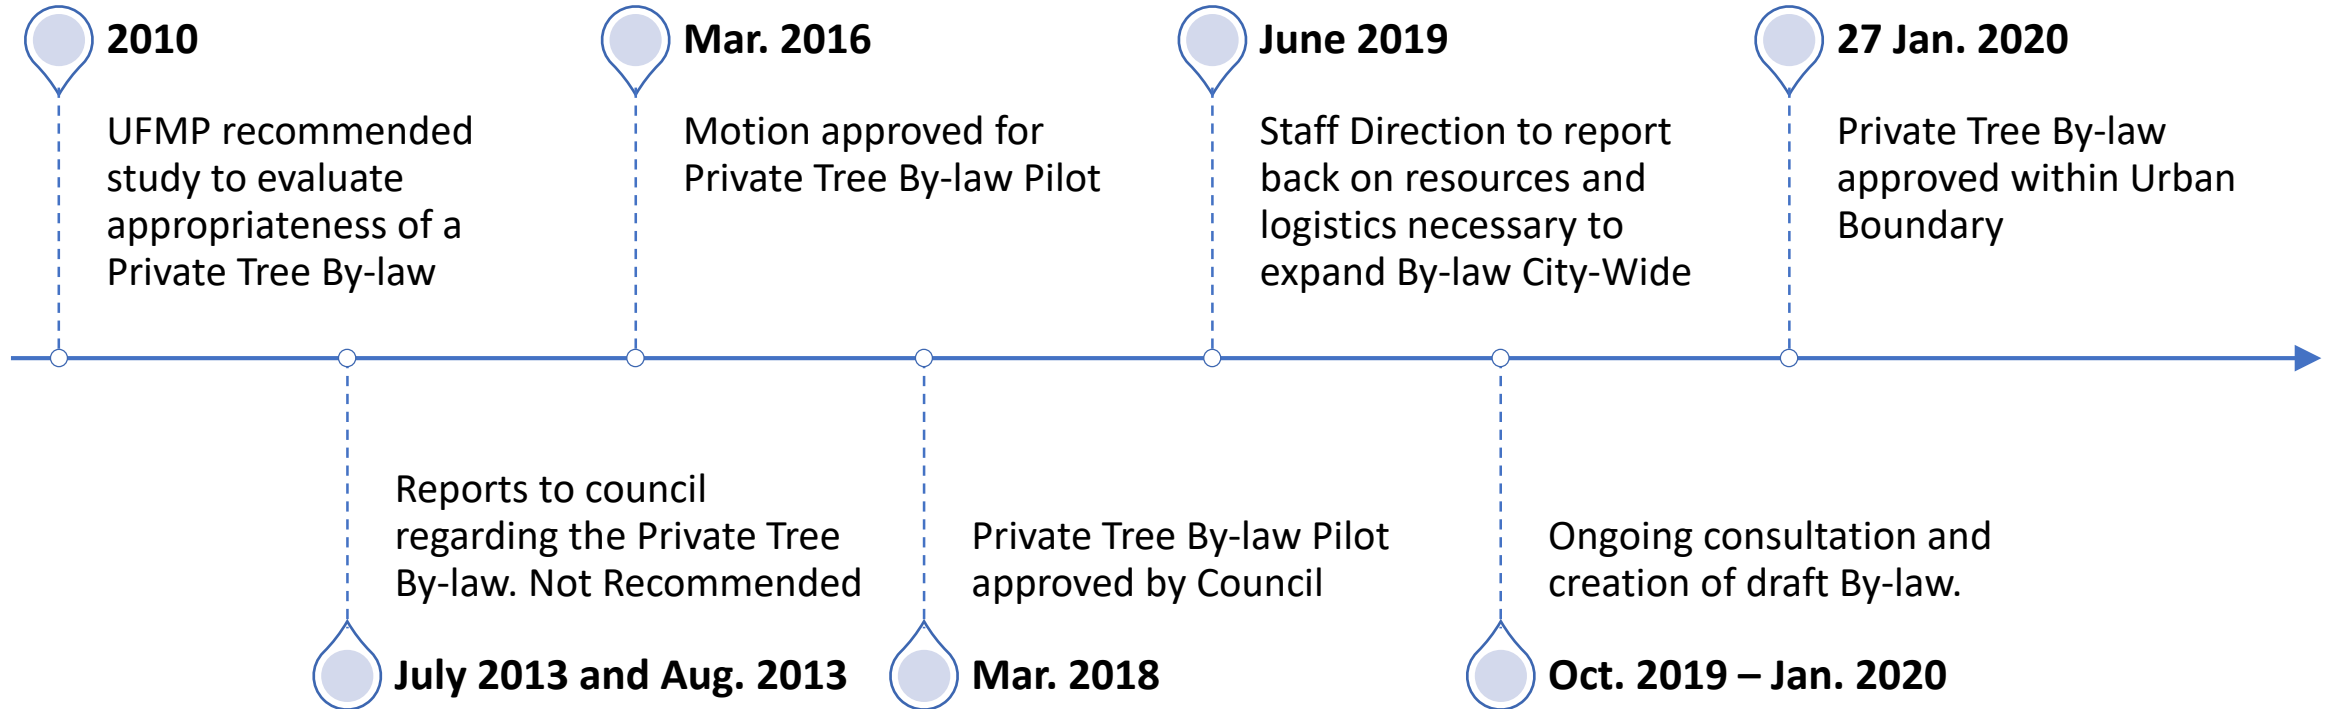 2010
UFMP recommended
study to evaluate
appropriateness of a
Private Tree By-law
July 2013 and Aug. 2013
Reports to council
regarding the Private Tree
By-law. Not Recommended
Mar. 2016
Motion approved for
Private Tree By-law Pilot
Mar. 2018
Private Tree By-law Pilot
approved by Council
June 2019
Staff Direction to report
back on resources and
logistics necessary to
expand By-law City-Wide
Oct. 2019 – Jan. 2020
Ongoing consultation and
creation of draft By-law.
27 Jan. 2020
Private Tree By-law
approved within Urban
Boundary